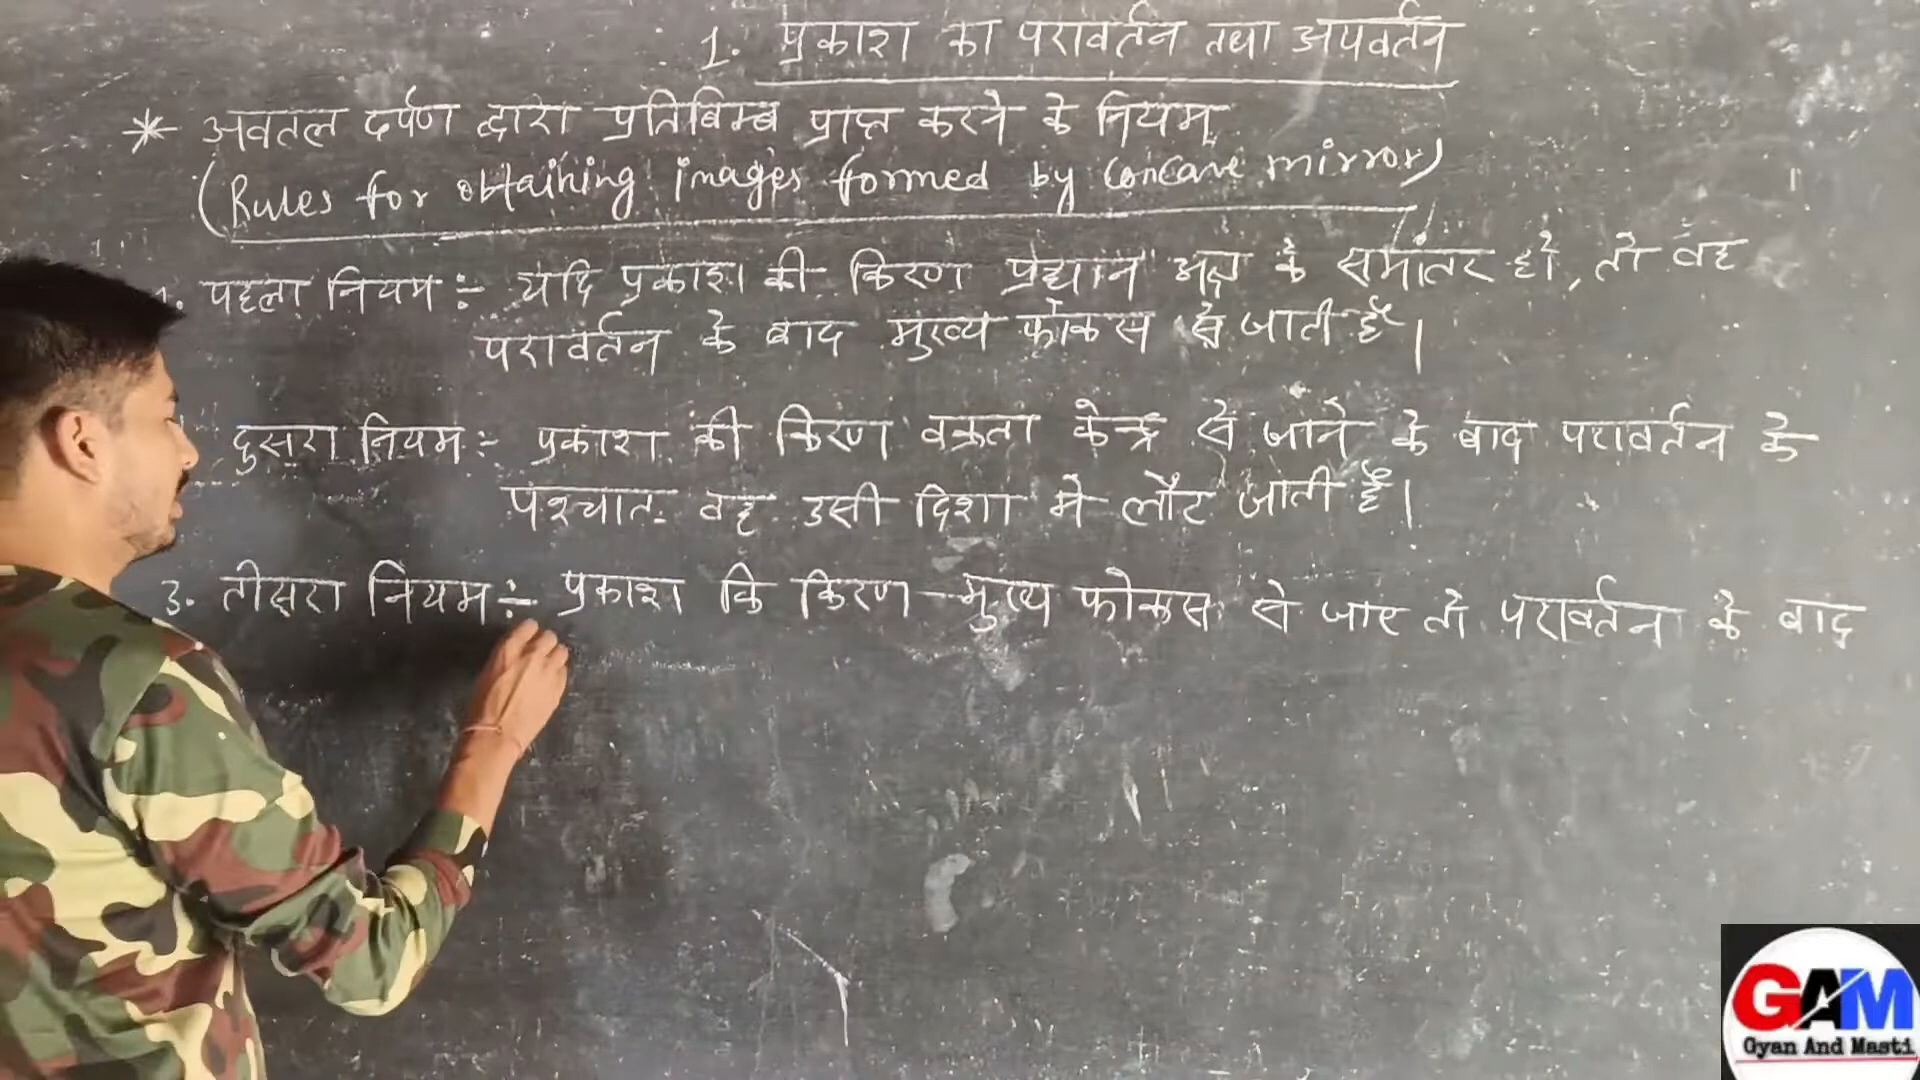 1. प्रकाश का परावर्तन तथा अपवर्तन
* अवतल दर्पण द्वारा प्रतिबिम्ब प्राप्त करने के नियम
(Rules for obtaining images formed by concave mirror)
1. पहला नियम ÷ यदि प्रकाश की किरण प्रधान अक्ष के समांतर हो, तो वह
परावर्तन के बाद मुख्य फोकस से जाती है।
दुसरा नियम :- प्रकाश की किरण वक्रता केन्द्र से जाने के बाद परावर्तन के
पश्चात वह उसी दिशा मे लौट जाती है।
3. तीसरा नियम ÷ प्रकाश कि किरण मुख्य फोकस से जाए तो परावर्तन के बाद
GAM
Gyan And Masti